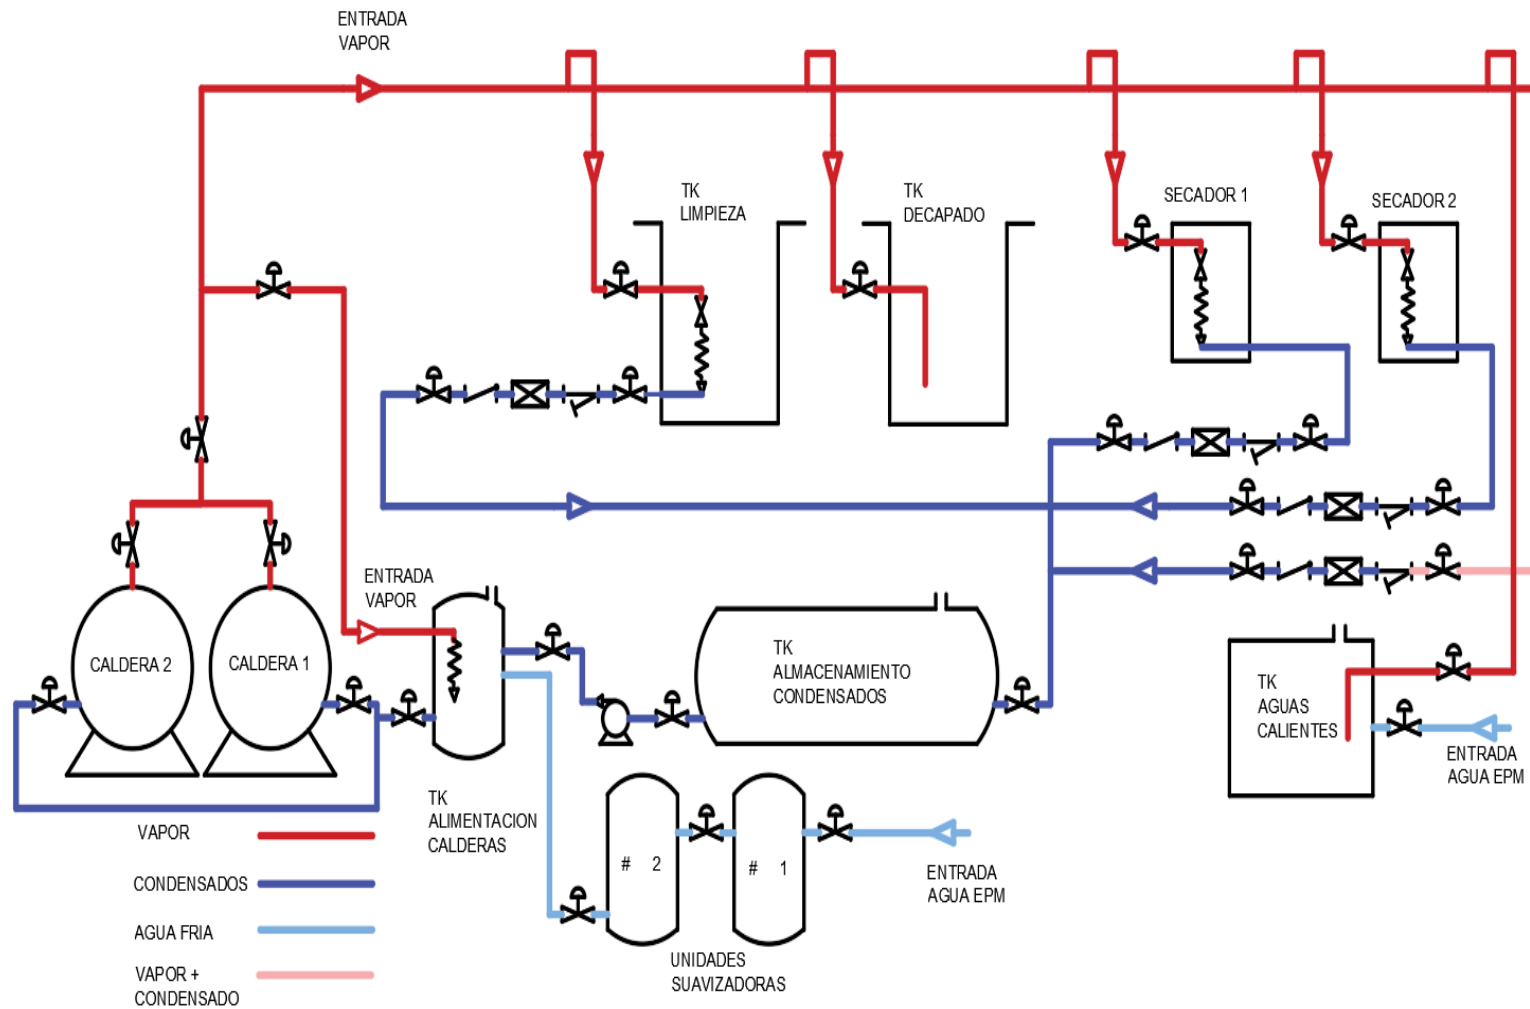 ENTRADA
VAPOR
TK
LIMPIEZA
TK
DECAPADO
SECADOR 1
SECADOR 2
ENTRADA
VAPOR
CALDERA 2
CALDERA 1
TK
ALMACENAMIENTO
CONDENSADOS
TK
AGUAS
CALIENTES
ENTRADA
AGUA EPM
TK
ALIMENTACION
CALDERAS
# 2
# 1
ENTRADA
AGUA EPM
UNIDADES
SUAVIZADORAS
VAPOR
CONDENSADOS
AGUA FRIA
VAPOR +
CONDENSADO